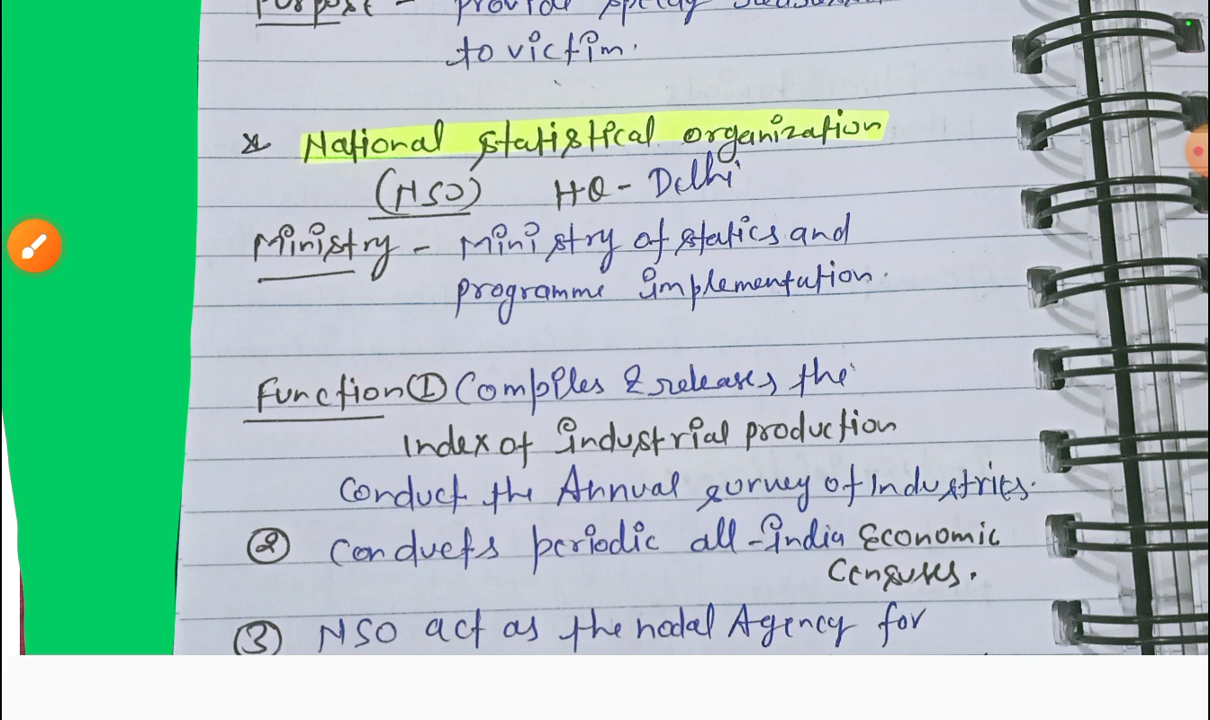 Purpose - provide
to victim.
* National statistical organization
(NSO) HQ - Delhi
Ministry - Ministry of statics and
programme implementation.
Function ① Compiles & releases the
Index of industrial production
Conduct the Annual survey of Industries.
② Conducts periodic all-India Economic
Censuses.
③ NSO act as the nodal Agency for